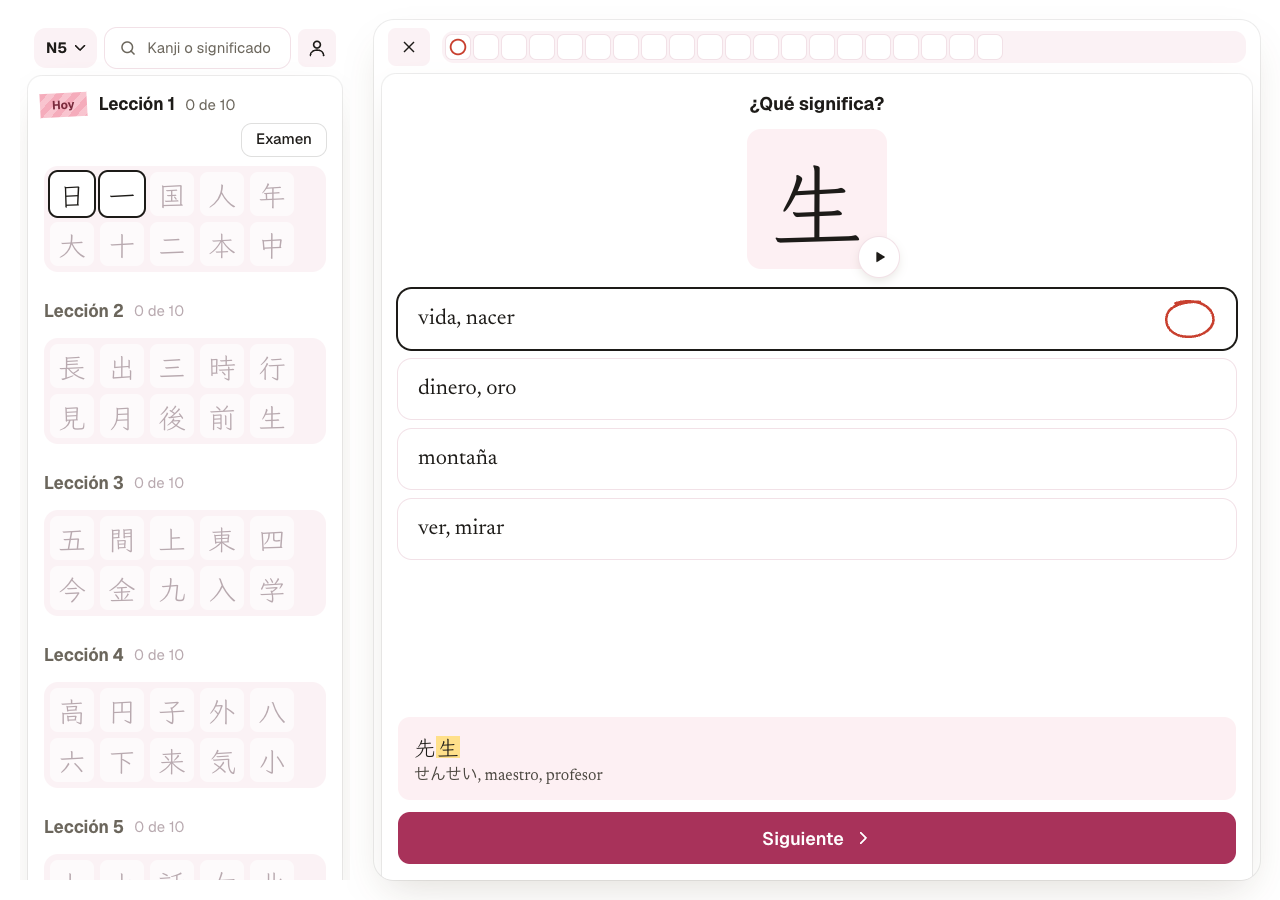 N5
Kanji o significado
Hoy
Lección 1 0 de 10
Examen
日 一 国 人 年
大 十 二 本 中
Lección 2 0 de 10
長 出 三 時 行
見 月 後 前 生
Lección 3 0 de 10
五 間 上 東 四
今 金 九 入 学
Lección 4 0 de 10
高 円 子 外 八
六 下 来 気 小
Lección 5 0 de 10
¿Qué significa?
生
vida, nacer
dinero, oro
montaña
ver, mirar
先生
せんせい, maestro, profesor
Siguiente